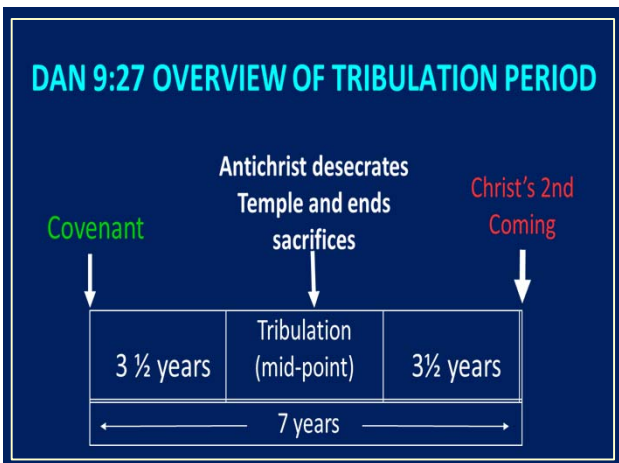 DAN 9:27 OVERVIEW OF TRIBULATION PERIOD
Antichrist desecrates
Temple and ends
sacrifices
Christ's 2nd
Coming
Covenant
3 ½ years
Tribulation
(mid-point)
3½ years
7 years